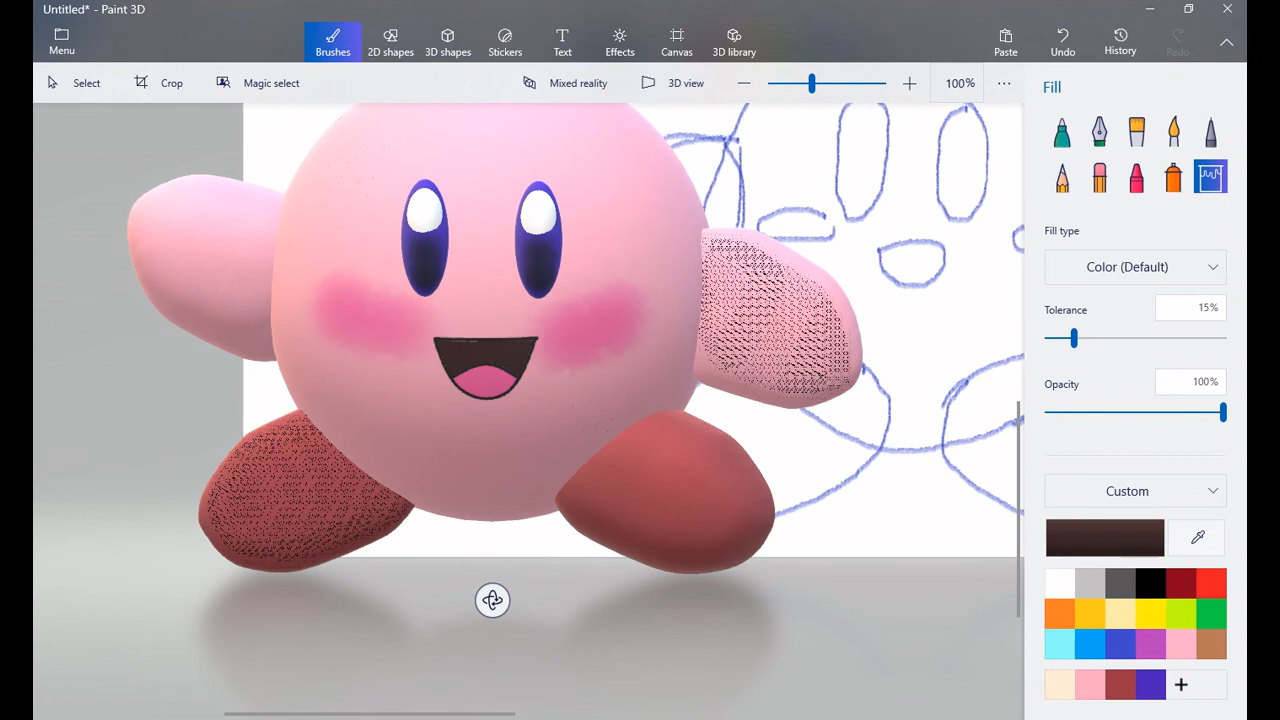 Untitled* - Paint 3D
Menu
Brushes
2D shapes
3D shapes
Stickers
Text
Effects
Canvas
3D library
Paste
Undo
History
Redo
Select
Crop
Magic select
Mixed reality
3D view
100%
Fill
Fill type
Color (Default)
Tolerance
15%
Opacity
100%
Custom